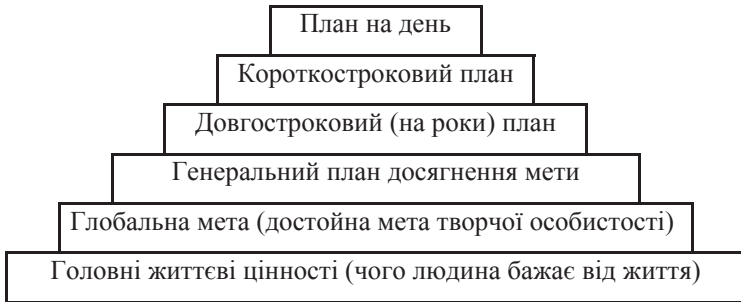 План на день
Короткостроковий план
Довгостроковий (на роки) план
Генеральний план досягнення мети
Глобальна мета (достойна мета творчої особистості)
Головні життєві цінності (чого людина бажає від життя)